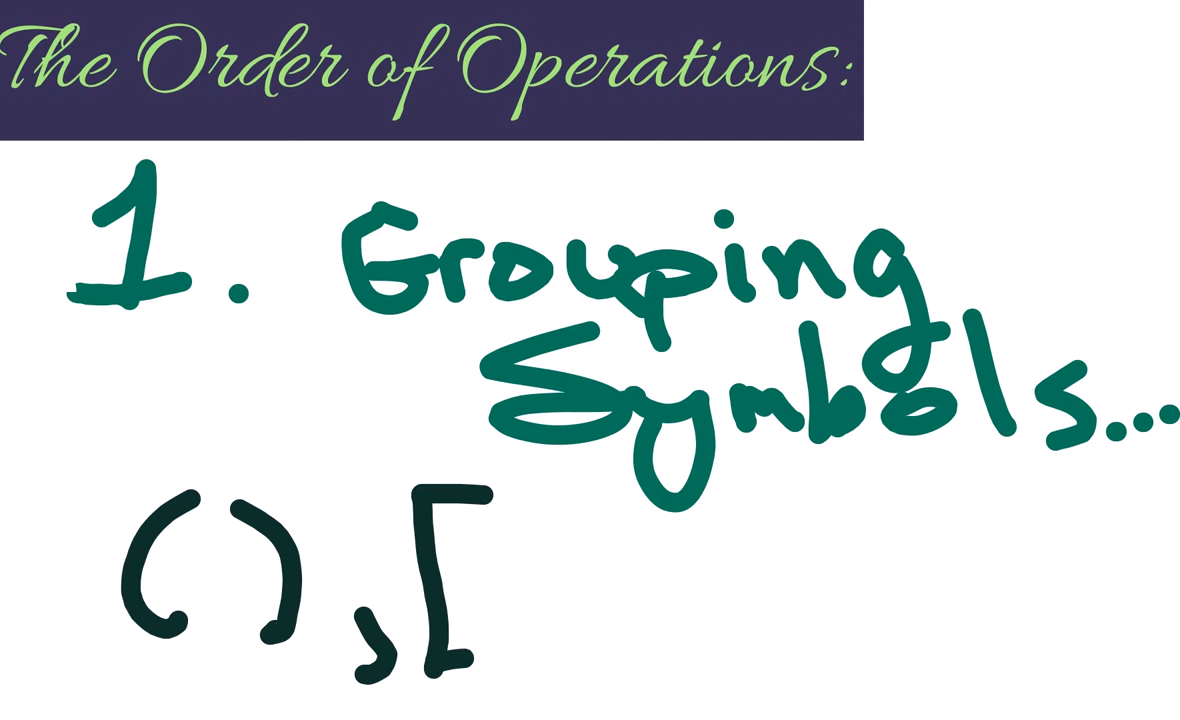 The Order of Operations:
1. Grouping
Symbols...
( ) , [